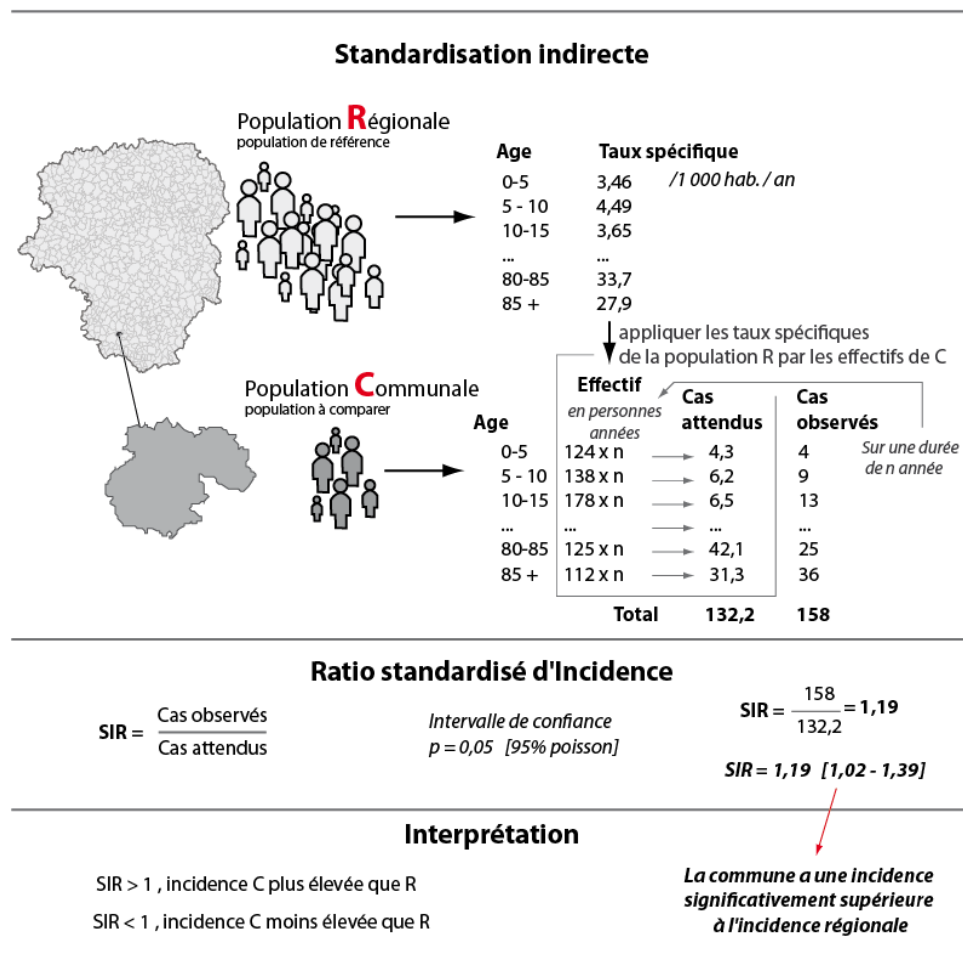 Standardisation indirecte
Population Régionale
population de référence
Age Taux spécifique
0-5 3,46 /1 000 hab. / an
5 - 10 4,49
10-15 3,65
... ...
80-85 33,7
85 + 27,9
appliquer les taux spécifiques
de la population R par les effectifs de C
Population Communale
population à comparer
Effectif
en personnes
années
Age
Cas
attendus
Cas
observés
Sur une durée
de n année
0-5 124 x n 4,3 4
5 - 10 138 x n 6,2 9
10-15 178 x n 6,5 13
... ... ... ...
80-85 125 x n 42,1 25
85 + 112 x n 31,3 36
Total 132,2 158
Ratio standardisé d'Incidence
SIR = Cas observés
Cas attendus
Intervalle de confiance
p = 0,05 [95% poisson]
SIR = 158 = 1,19
132,2
SIR = 1,19 [1,02 - 1,39]
Interprétation
SIR > 1 , incidence C plus élevée que R
SIR < 1 , incidence C moins élevée que R
La commune a une incidence
significativement supérieure
à l'incidence régionale